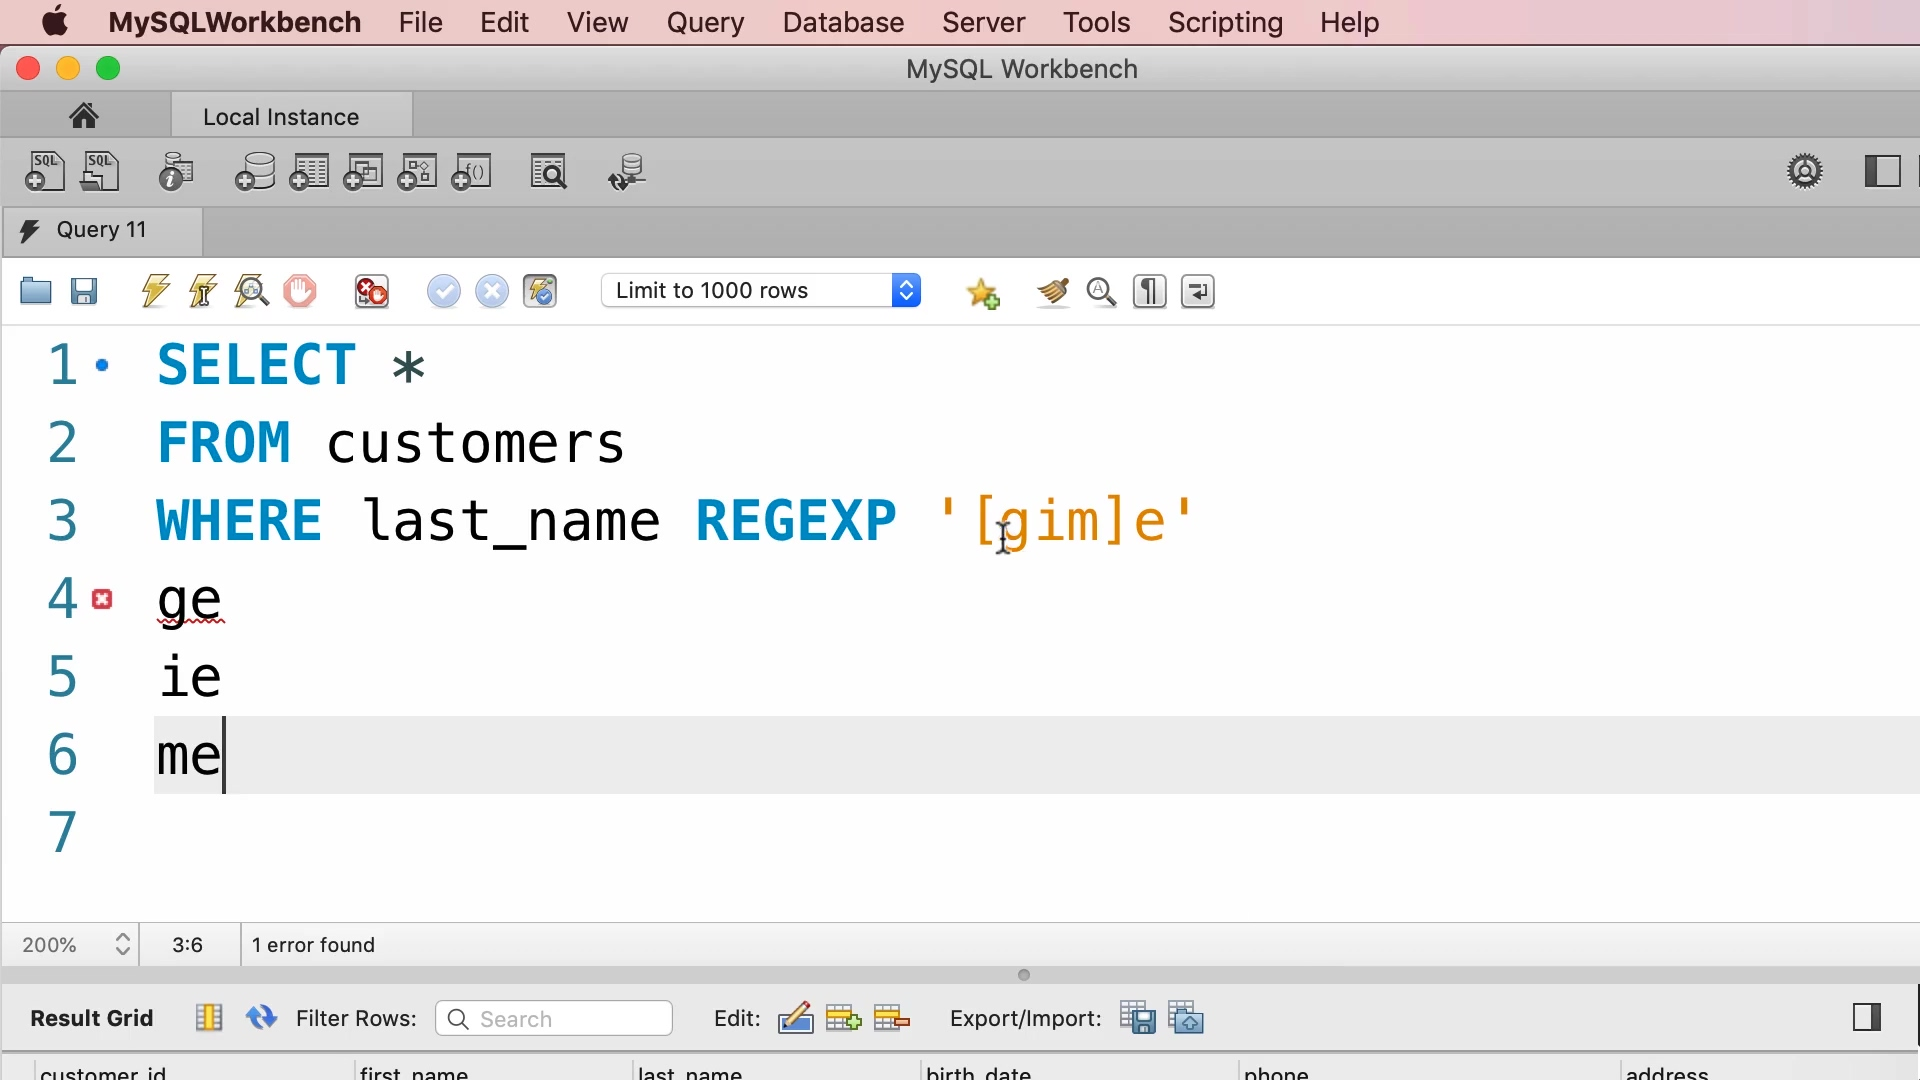 MySQLWorkbench File Edit View Query Database Server Tools Scripting Help
MySQL Workbench
Local Instance
Query 11
Limit to 1000 rows
1 SELECT *
2 FROM customers
3 WHERE last_name REGEXP '[gim]e'
4 ge
5 ie
6 me
7
200% 3:6 1 error found
Result Grid Filter Rows: Search Edit: Export/Import:
customer_id first_name last_name birth_date phone address